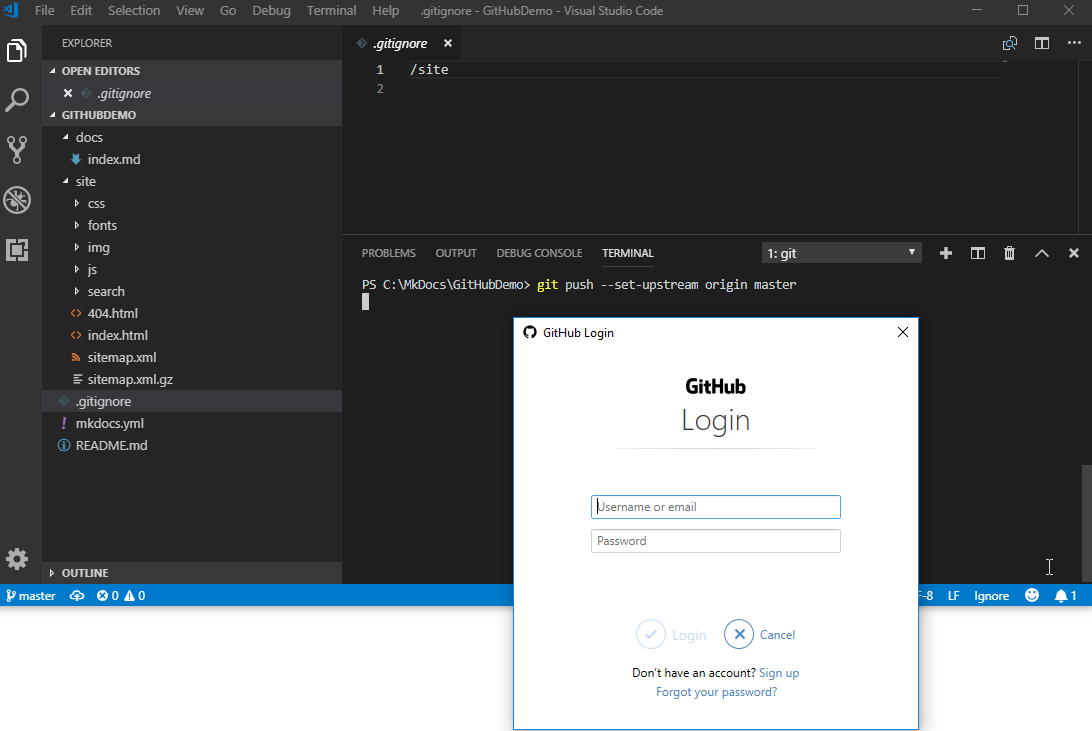 File Edit Selection View Go Debug Terminal Help .gitignore - GitHubDemo - Visual Studio Code
EXPLORER
OPEN EDITORS
.gitignore
GITHUBDEMO
docs
index.md
site
css
fonts
img
js
search
404.html
index.html
sitemap.xml
sitemap.xml.gz
.gitignore
mkdocs.yml
README.md
OUTLINE
.gitignore
1 /site
2
PROBLEMS OUTPUT DEBUG CONSOLE TERMINAL 1: git
PS C:\MkDocs\GitHubDemo> git push --set-upstream origin master
GitHub Login
GitHub
Login
Username or email
Password
Login Cancel
Don't have an account? Sign up
Forgot your password?
master 0 0 F-8 LF Ignore 1